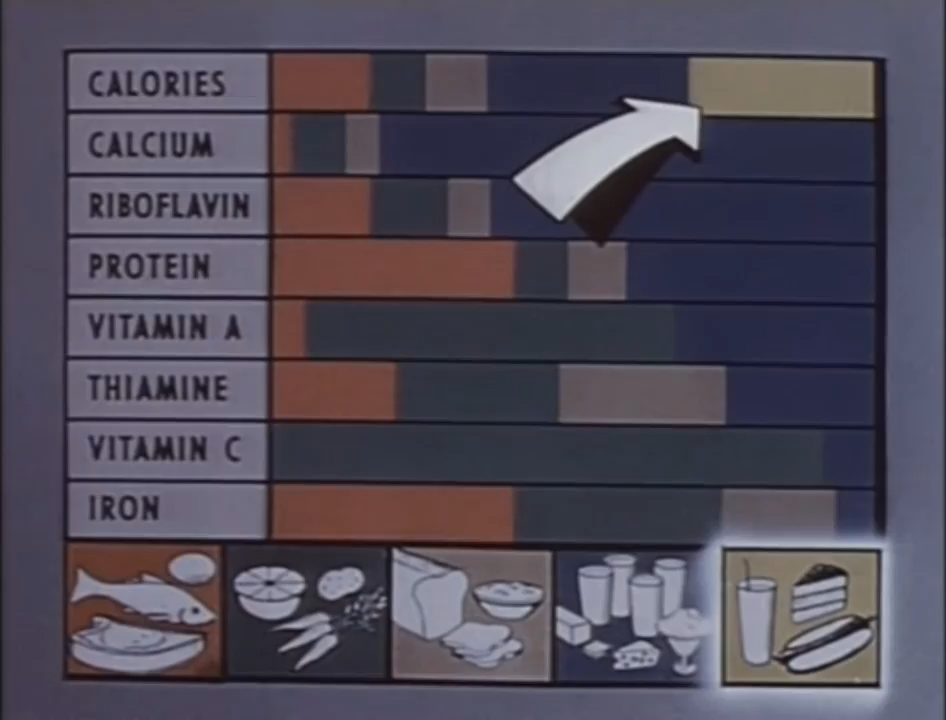 CALORIES
CALCIUM
RIBOFLAVIN
PROTEIN
VITAMIN A
THIAMINE
VITAMIN C
IRON